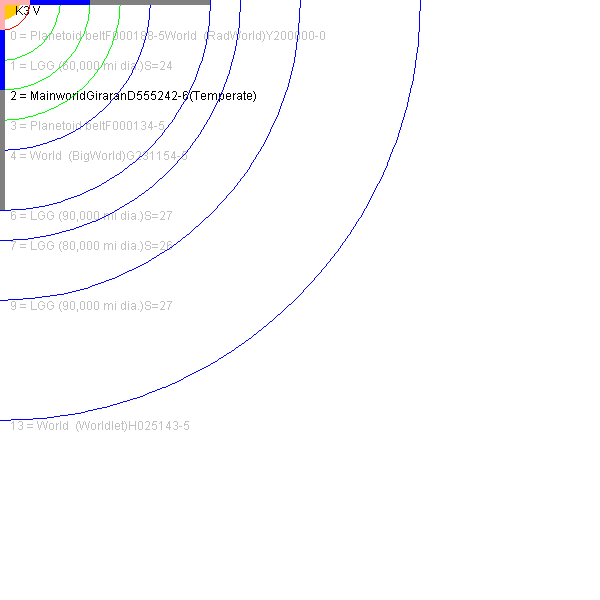 K3 V
0 = Planetoid beltF000188-5World (RadWorld)Y200000-0
1 = LGG (60,000 mi dia.)S=24
2 = MainworldGiraranD555242-6(Temperate)
3 = Planetoid beltF000134-5
4 = World (BigWorld)G231154-5
6 = LGG (90,000 mi dia.)S=27
7 = LGG (80,000 mi dia.)S=26
9 = LGG (90,000 mi dia.)S=27
13 = World (Worldlet)H025143-5